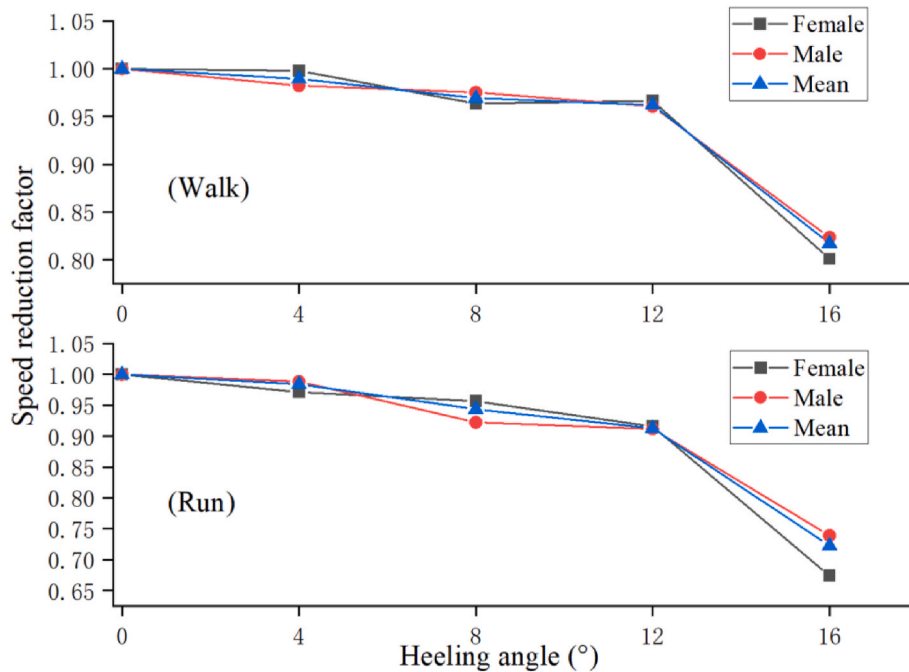 Speed reduction factor
1.05
1.00
0.95
0.90
0.85
0.80
(Walk)
Female
Male
Mean
0 4 8 12 16
1.05
1.00
0.95
0.90
0.85
0.80
0.75
0.70
0.65
(Run)
Female
Male
Mean
0 4 8 12 16
Heeling angle (°)